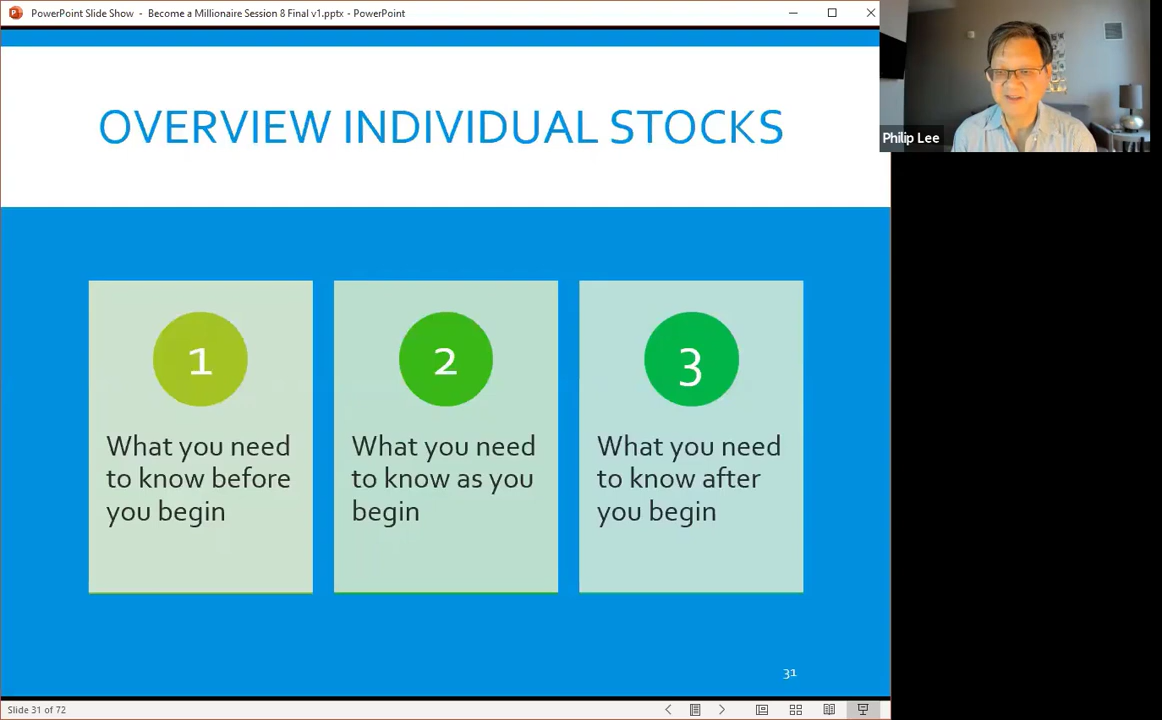 PowerPoint Slide Show - Become a Millionaire Session 8 Final v1.pptx - PowerPoint
OVERVIEW INDIVIDUAL STOCKS
Philip Lee
1
What you need
to know before
you begin
2
What you need
to know as you
begin
3
What you need
to know after
you begin
31
Slide 31 of 72